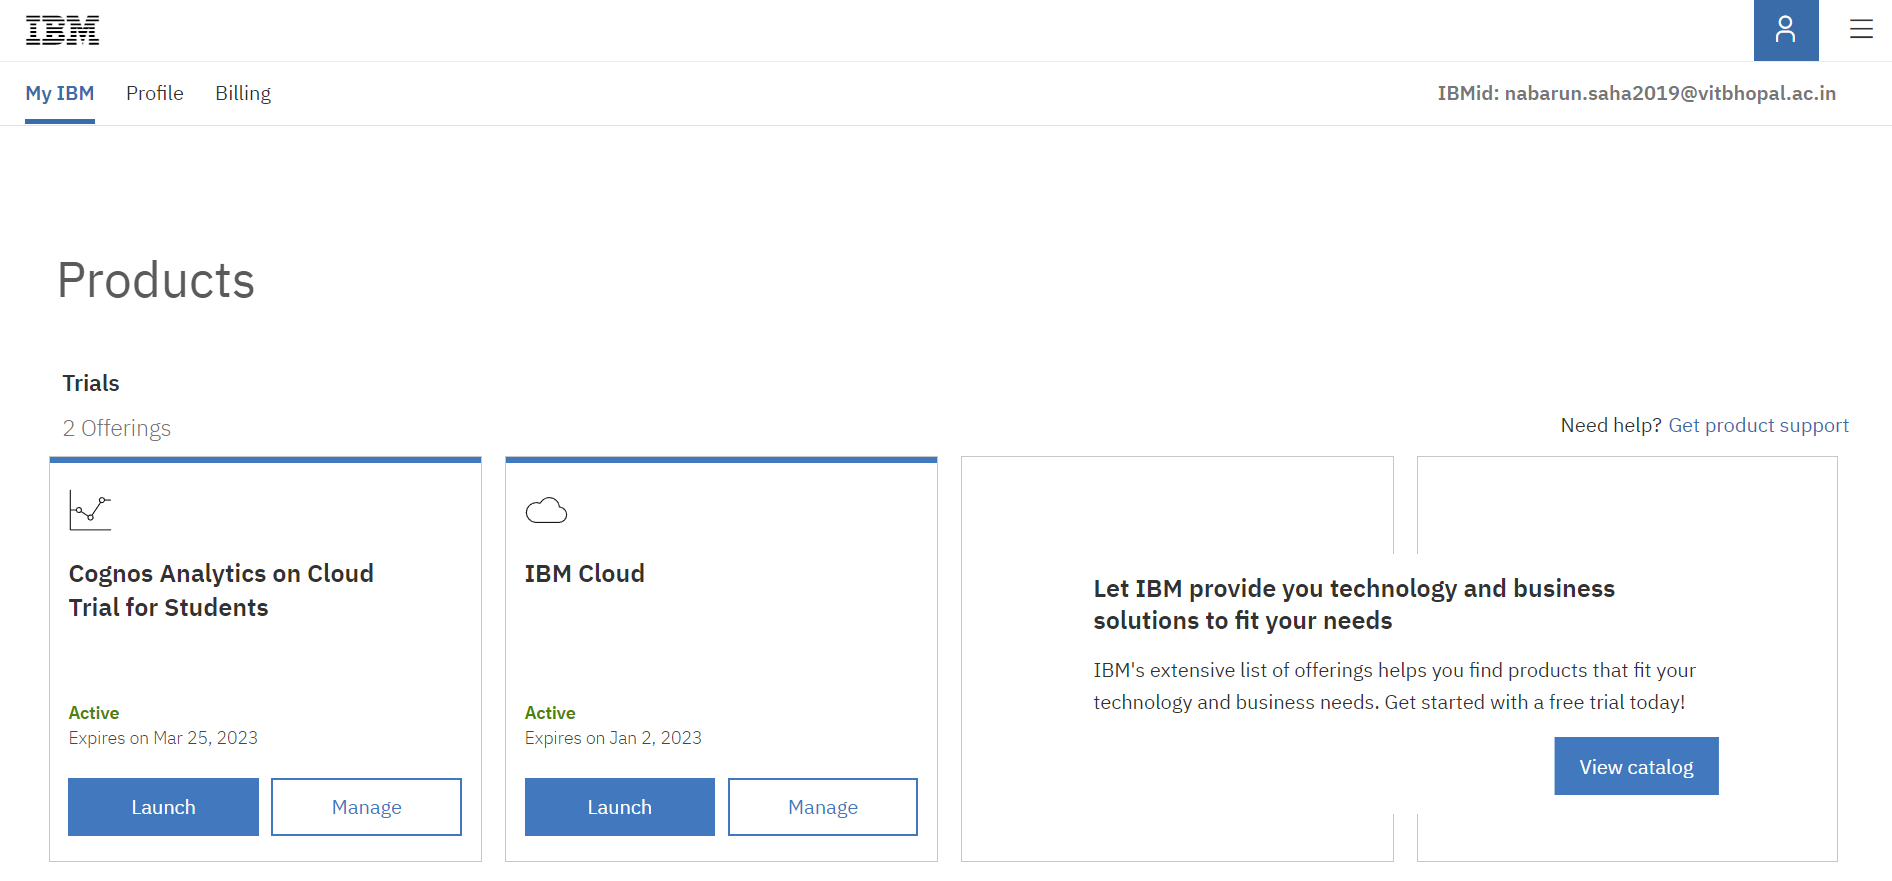 IBM
My IBM Profile Billing IBMid: nabarun.saha2019@vitbhopal.ac.in
Products
Trials
2 Offerings
Need help? Get product support
Cognos Analytics on Cloud
Trial for Students
Active
Expires on Mar 25, 2023
Launch Manage
IBM Cloud
Active
Expires on Jan 2, 2023
Launch Manage
Let IBM provide you technology and business
solutions to fit your needs
IBM's extensive list of offerings helps you find products that fit your
technology and business needs. Get started with a free trial today!
View catalog